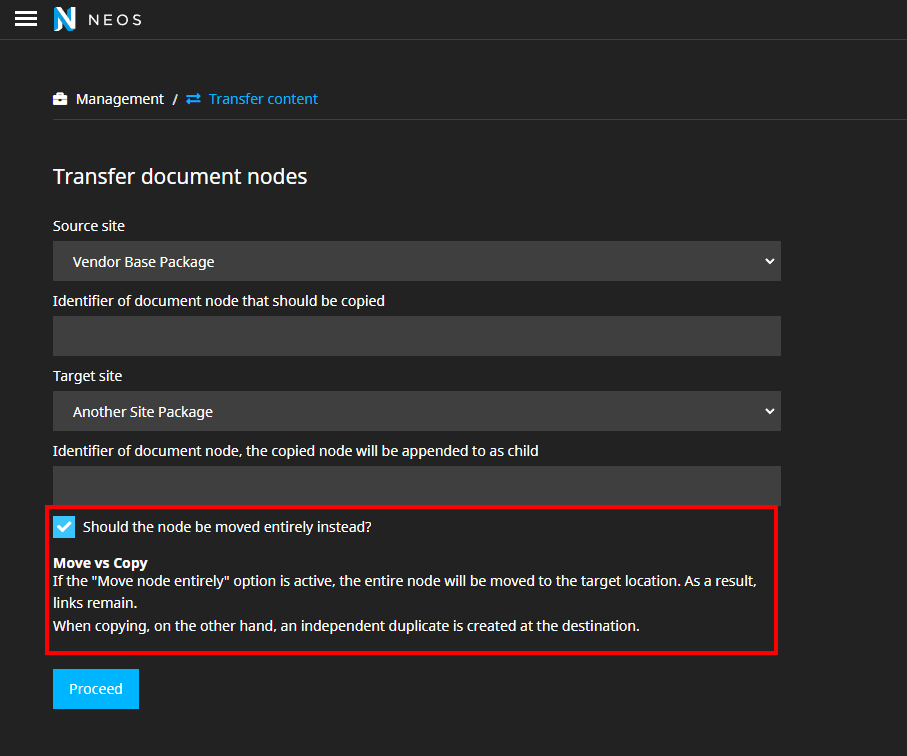 NEOS
Management / Transfer content
Transfer document nodes
Source site
Vendor Base Package
Identifier of document node that should be copied
Target site
Another Site Package
Identifier of document node, the copied node will be appended to as child
Should the node be moved entirely instead?
Move vs Copy
If the "Move node entirely" option is active, the entire node will be moved to the target location. As a result,
links remain.
When copying, on the other hand, an independent duplicate is created at the destination.
Proceed